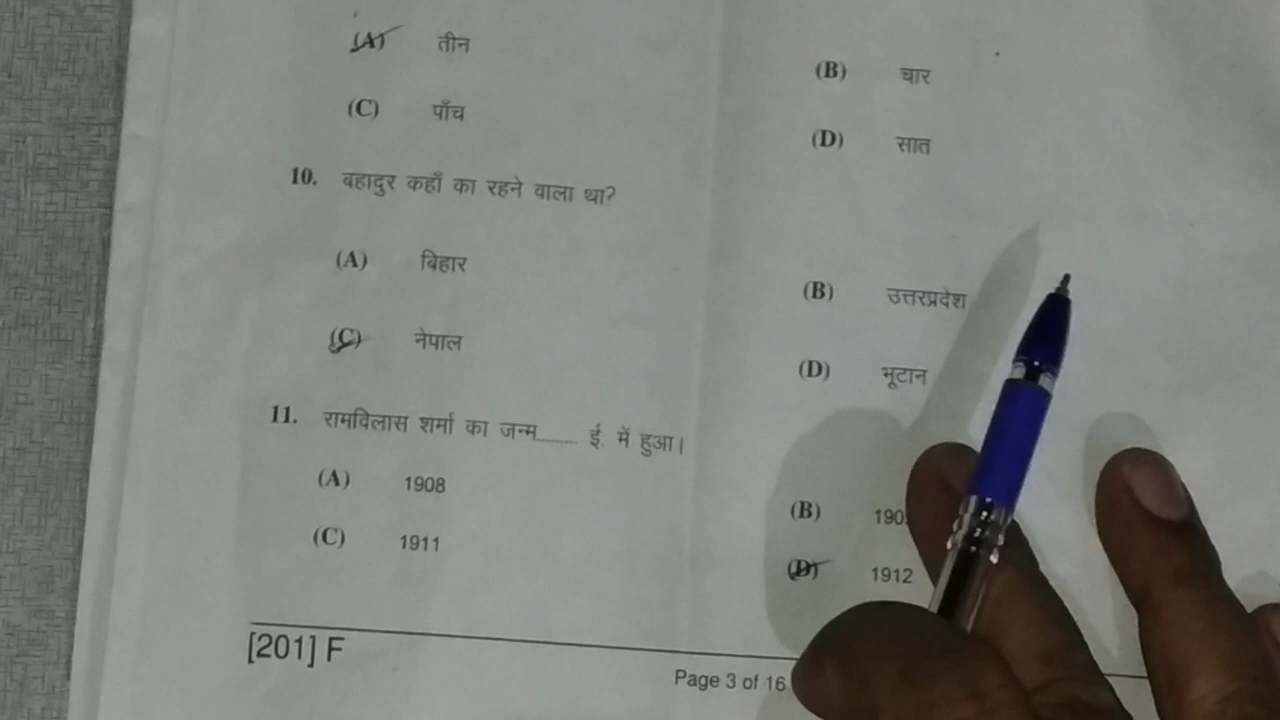 (A) तीन
(B) चार
(C) पाँच
(D) सात
10. बहादुर कहाँ का रहने वाला था?
(A) बिहार
(B) उत्तरप्रदेश
(C) नेपाल
(D) भूटान
11. रामविलास शर्मा का जन्म........ ई. में हुआ।
(A) 1908
(B)
(C) 1911
(D) 1912
[201] F
Page 3 of 16